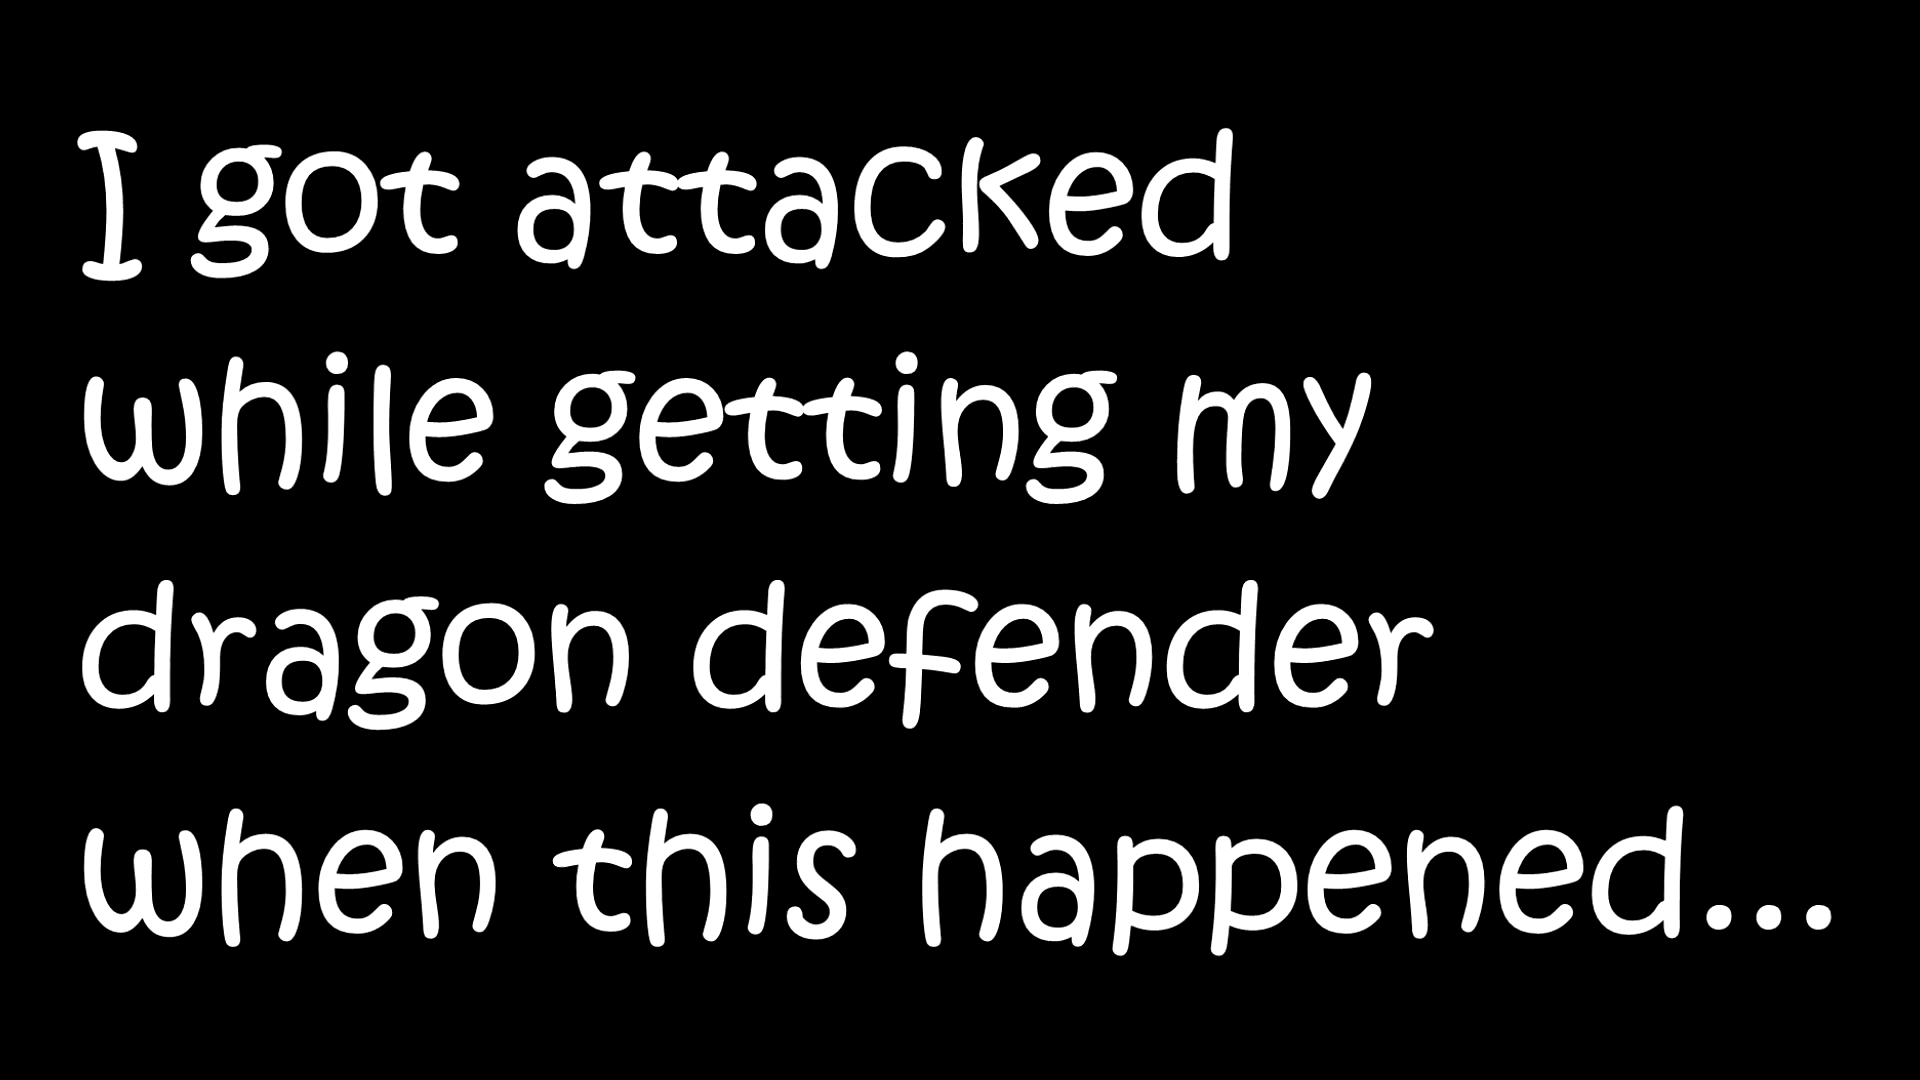 I got attacked
while getting my
dragon defender
when this happened...